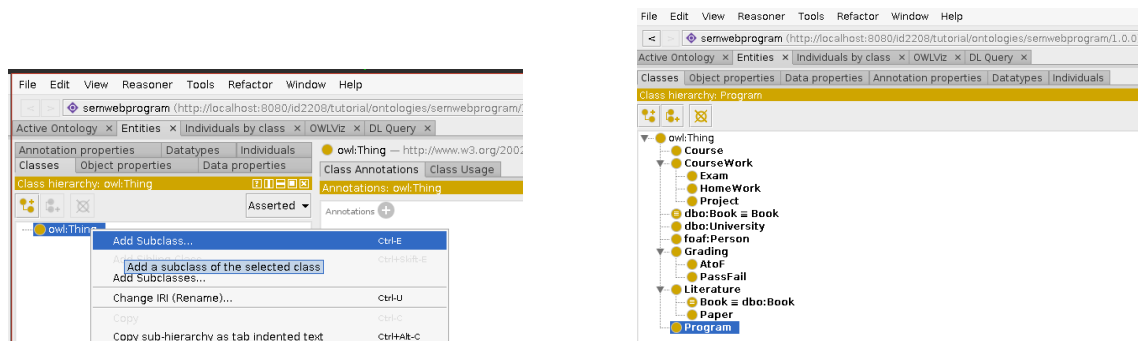 File Edit View Reasoner Tools Refactor Window Help
< > semwebprogram (http://localhost:8080/id2208/tutorial/ontologies/semwebprogram/
Active Ontology × Entities × Individuals by class × OWLViz × DL Query ×
Annotation properties Datatypes Individuals
Classes Object properties Data properties
Class hierarchy: owl:Thing
Asserted
owl:Thing
owl:Thing — http://www.w3.org/2002
Class Annotations Class Usage
Annotations: owl:Thing
Annotations
Add Subclass... Ctrl-E
Add Sibling Class... Ctrl+Shift-E
Add a subclass of the selected class
Add Subclasses...
Change IRI (Rename)... Ctrl-U
Copy Ctrl-C
Copy sub-hierarchy as tab indented text Ctrl+Alt-C
File Edit View Reasoner Tools Refactor Window Help
< > semwebprogram (http://localhost:8080/id2208/tutorial/ontologies/semwebprogram/1.0.0
Active Ontology × Entities × Individuals by class × OWLViz × DL Query ×
Classes Object properties Data properties Annotation properties Datatypes Individuals
Class hierarchy: Program
owl:Thing
Course
CourseWork
Exam
HomeWork
Project
dbo:Book ≡ Book
dbo:University
foaf:Person
Grading
AtoF
PassFail
Literature
Book ≡ dbo:Book
Paper
Program